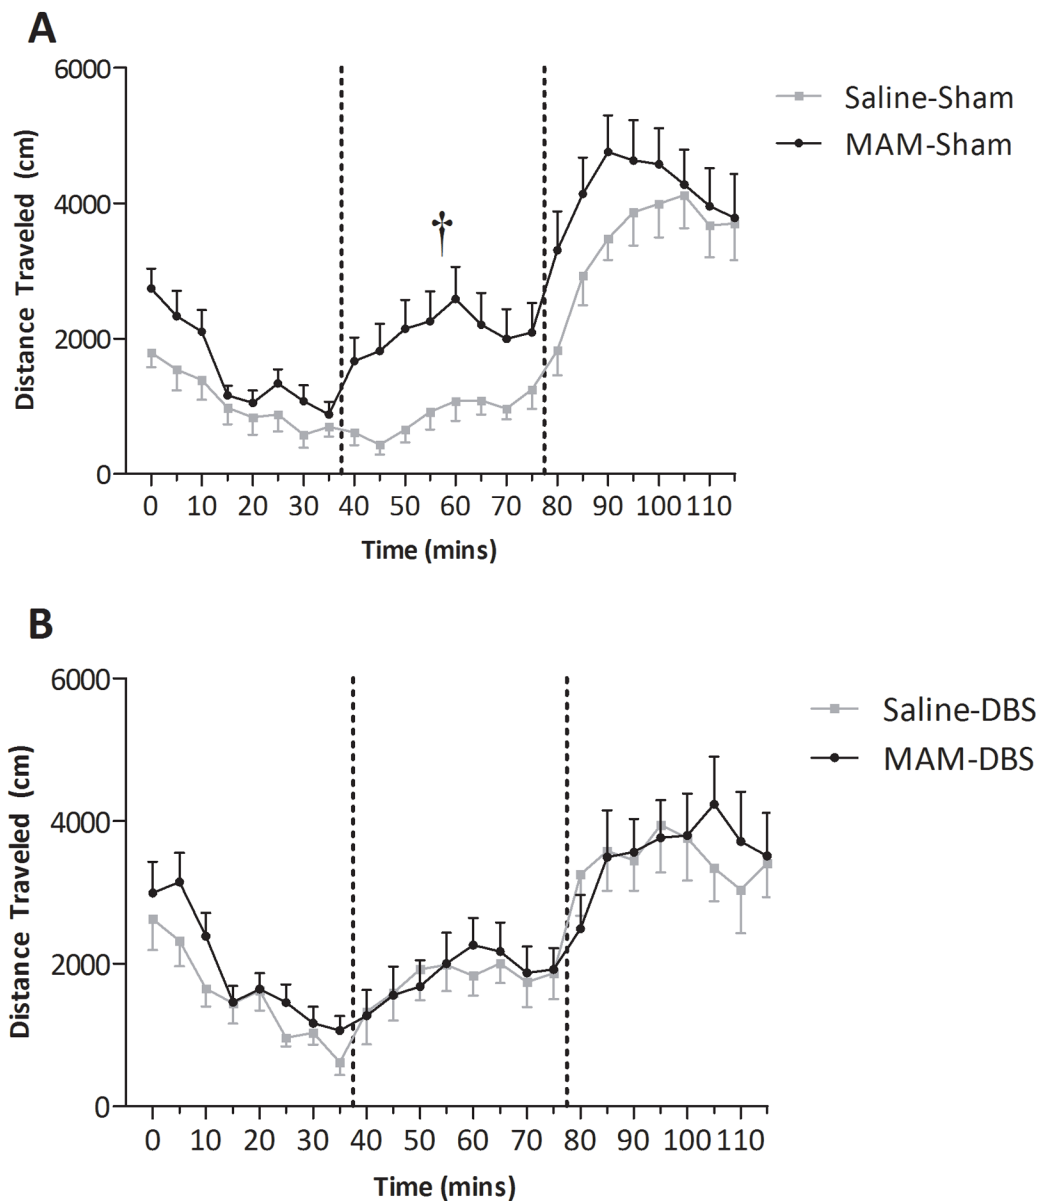 A
6000
4000
2000
0
Distance Traveled (cm)
†
Saline-Sham
MAM-Sham
0 10 20 30 40 50 60 70 80 90 100 110
Time (mins)
B
6000
4000
2000
0
Distance Traveled (cm)
Saline-DBS
MAM-DBS
0 10 20 30 40 50 60 70 80 90 100 110
Time (mins)